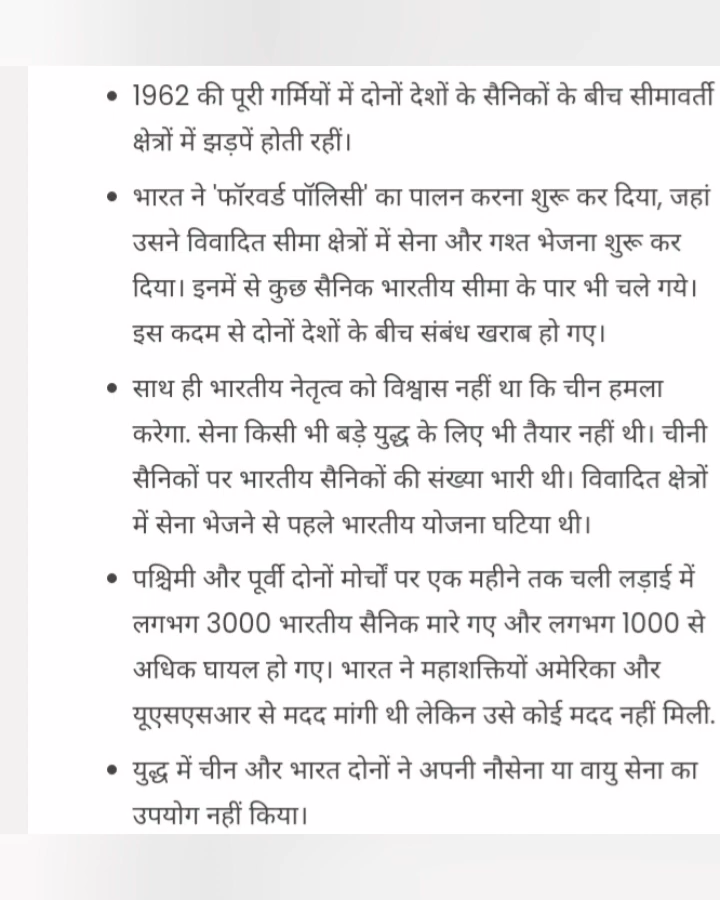 1962 की पूरी गर्मियों में दोनों देशों के सैनिकों के बीच सीमावर्ती
क्षेत्रों में झड़पें होती रहीं।
भारत ने 'फॉरवर्ड पॉलिसी' का पालन करना शुरू कर दिया, जहां
उसने विवादित सीमा क्षेत्रों में सेना और गश्त भेजना शुरू कर
दिया। इनमें से कुछ सैनिक भारतीय सीमा के पार भी चले गये।
इस कदम से दोनों देशों के बीच संबंध खराब हो गए।
साथ ही भारतीय नेतृत्व को विश्वास नहीं था कि चीन हमला
करेगा. सेना किसी भी बड़े युद्ध के लिए भी तैयार नहीं थी। चीनी
सैनिकों पर भारतीय सैनिकों की संख्या भारी थी। विवादित क्षेत्रों
में सेना भेजने से पहले भारतीय योजना घटिया थी।
पश्चिमी और पूर्वी दोनों मोर्चों पर एक महीने तक चली लड़ाई में
लगभग 3000 भारतीय सैनिक मारे गए और लगभग 1000 से
अधिक घायल हो गए। भारत ने महाशक्तियों अमेरिका और
यूएसएसआर से मदद मांगी थी लेकिन उसे कोई मदद नहीं मिली.
युद्ध में चीन और भारत दोनों ने अपनी नौसेना या वायु सेना का
उपयोग नहीं किया।